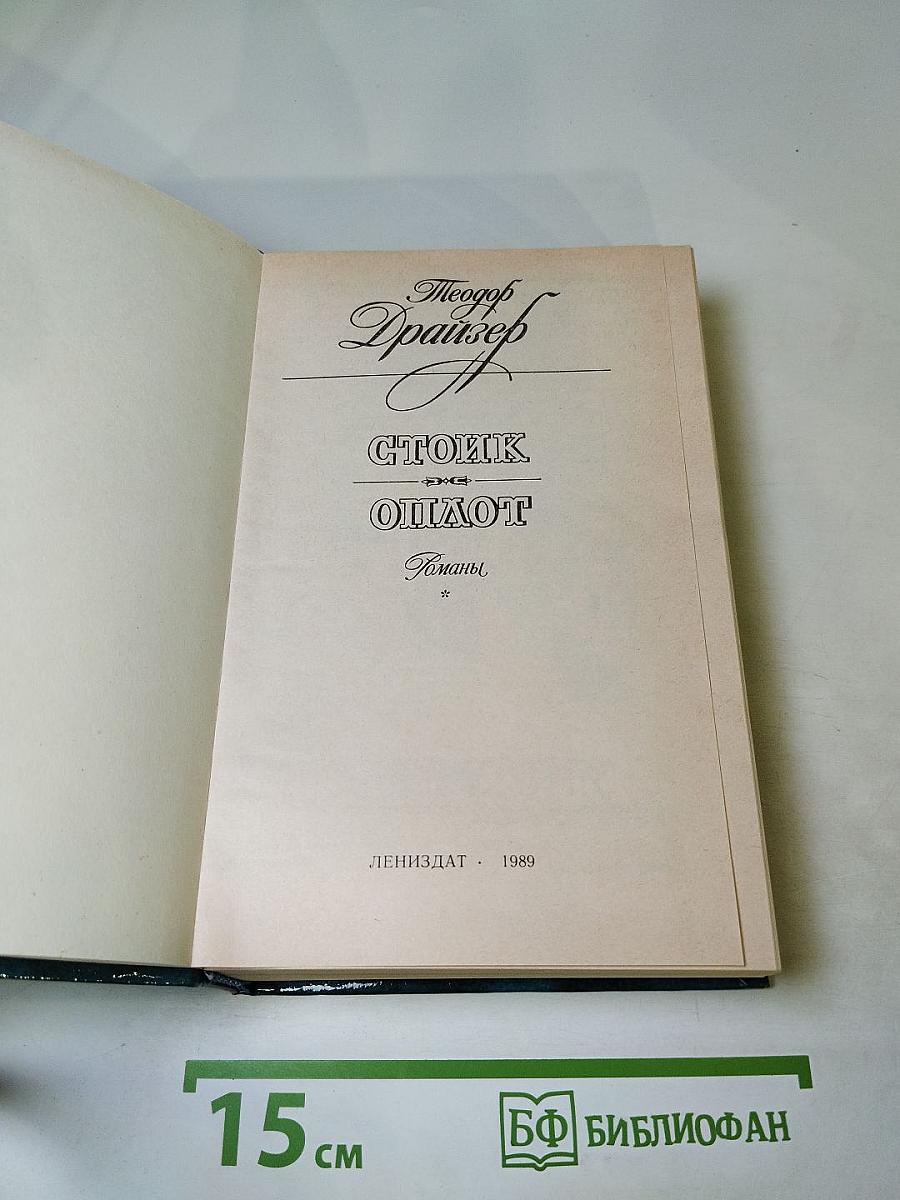 Теодор
Драйзер
СТОИК
ОПЛОТ
Романы
*
ЛЕНИЗДАТ · 1989
15 см
БФ БИБЛИОФАН